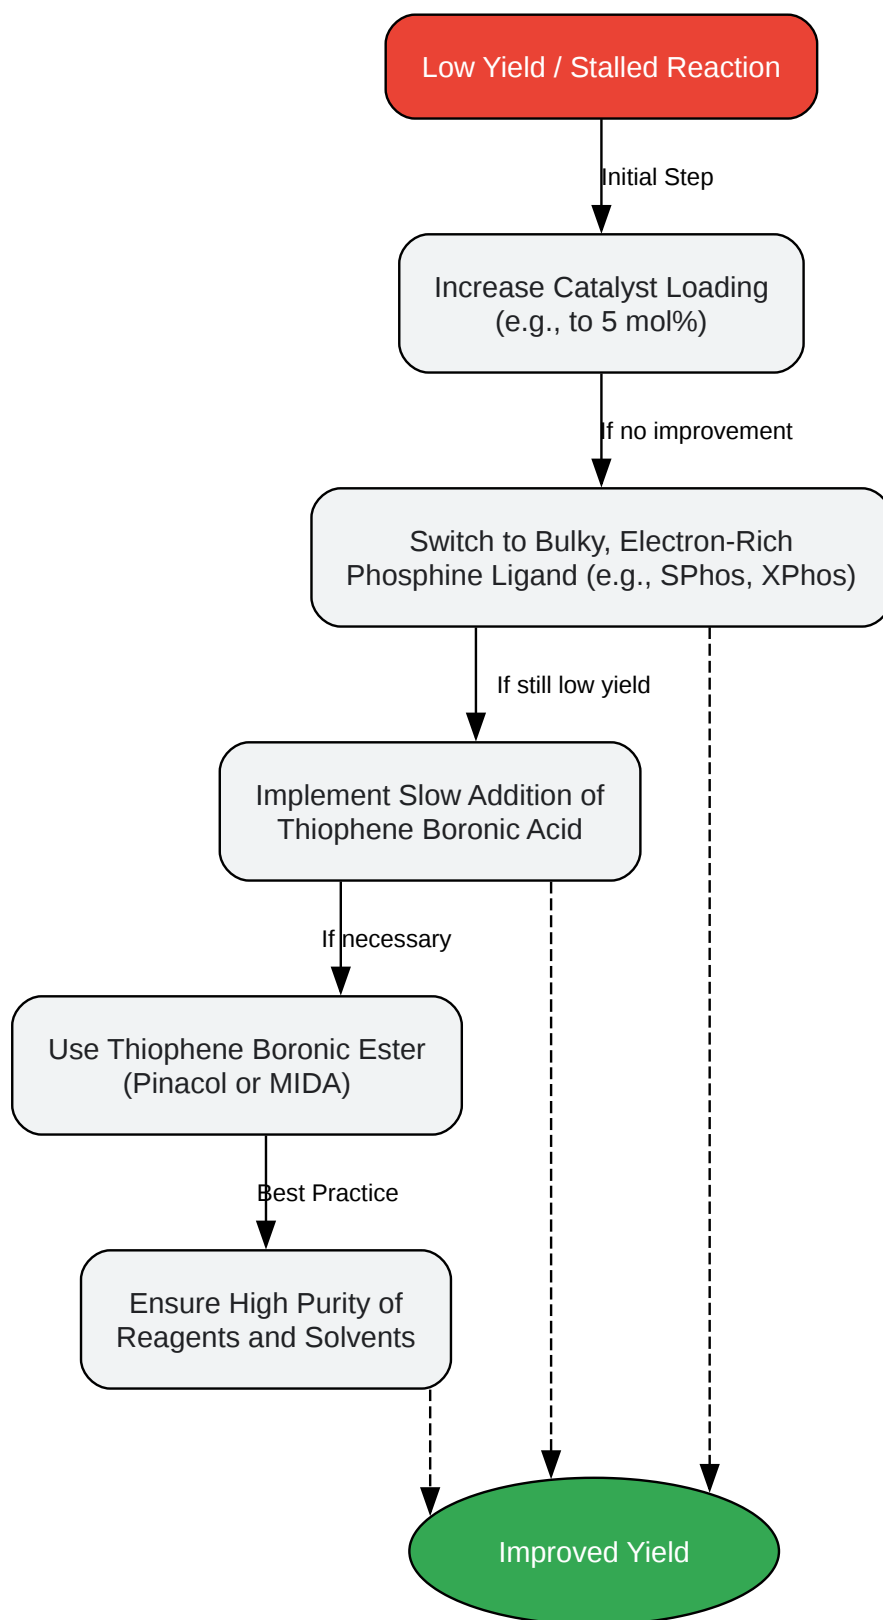 Low Yield / Stalled Reaction
Initial Step
Increase Catalyst Loading
(e.g., to 5 mol%)
If no improvement
Switch to Bulky, Electron-Rich
Phosphine Ligand (e.g., SPhos, XPhos)
If still low yield
Implement Slow Addition of
Thiophene Boronic Acid
If necessary
Use Thiophene Boronic Ester
(Pinacol or MIDA)
Best Practice
Ensure High Purity of
Reagents and Solvents
Improved Yield